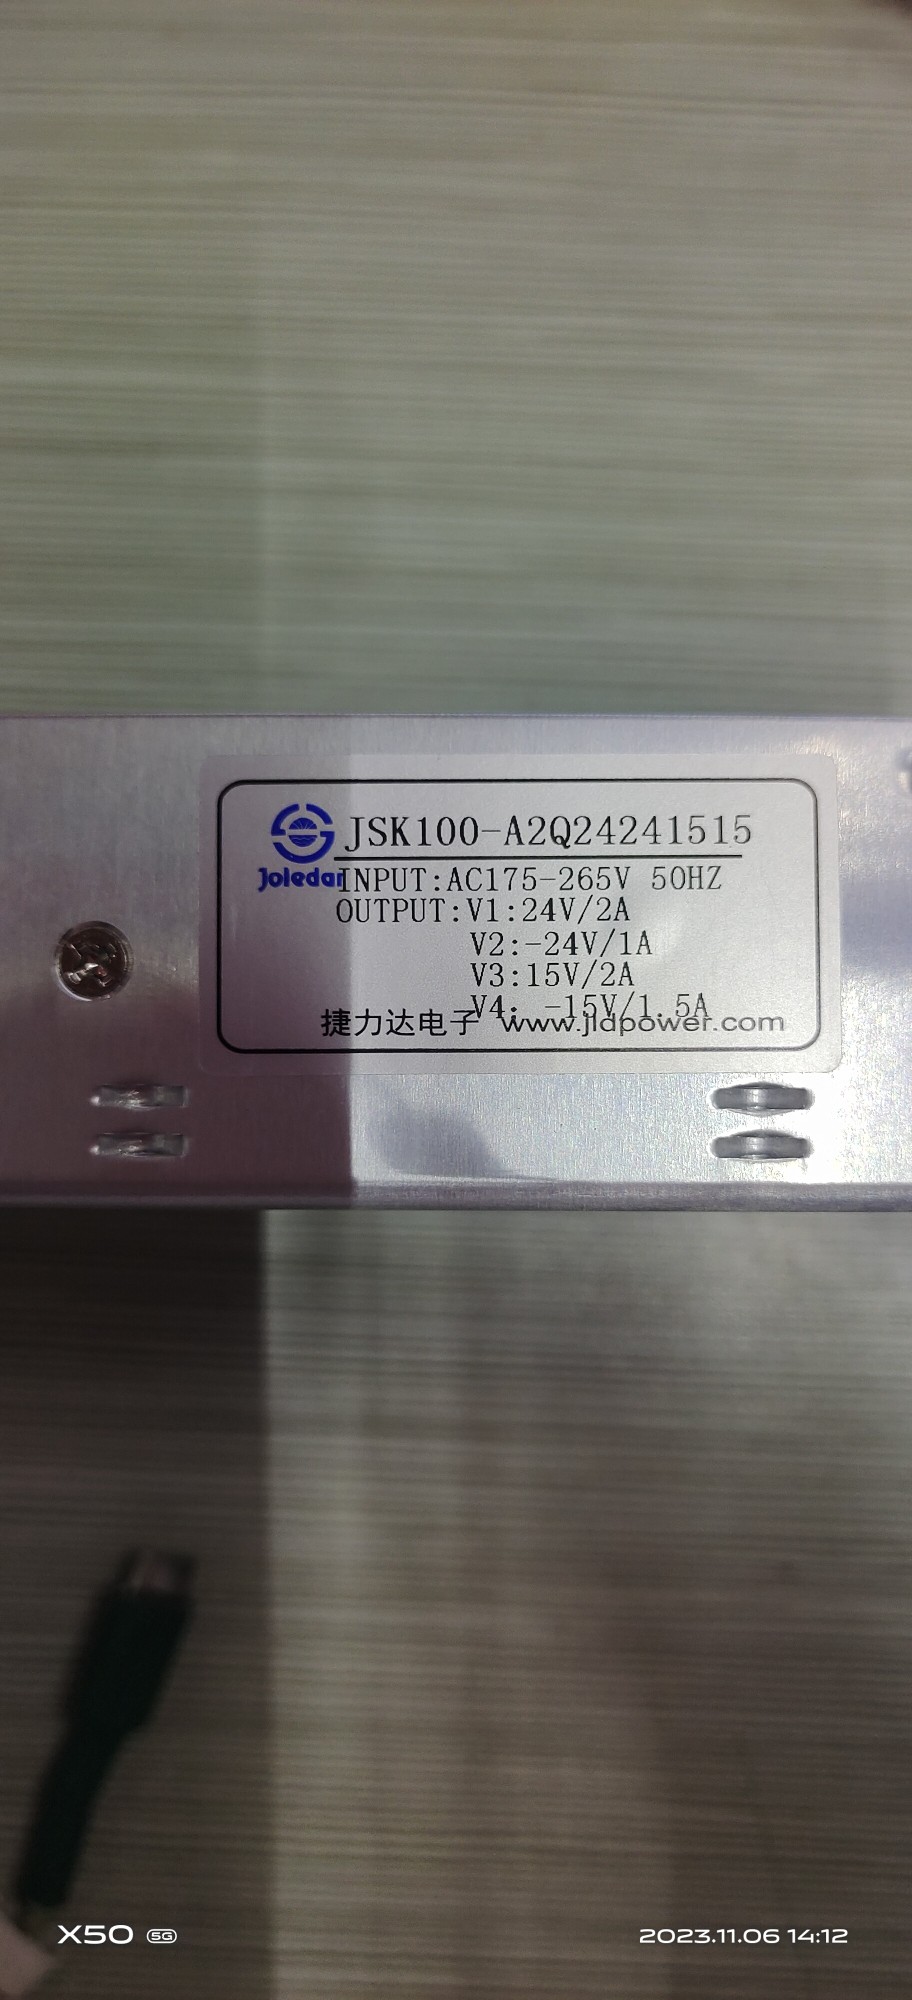 JSK100-A2Q24241515
Joledar
INPUT:AC175-265V 50HZ
OUTPUT:V1:24V/2A
V2:-24V/1A
V3:15V/2A
V4: -15V/1.5A
捷力达电子 www.jldpower.com
X50 5G
2023.11.06 14:12